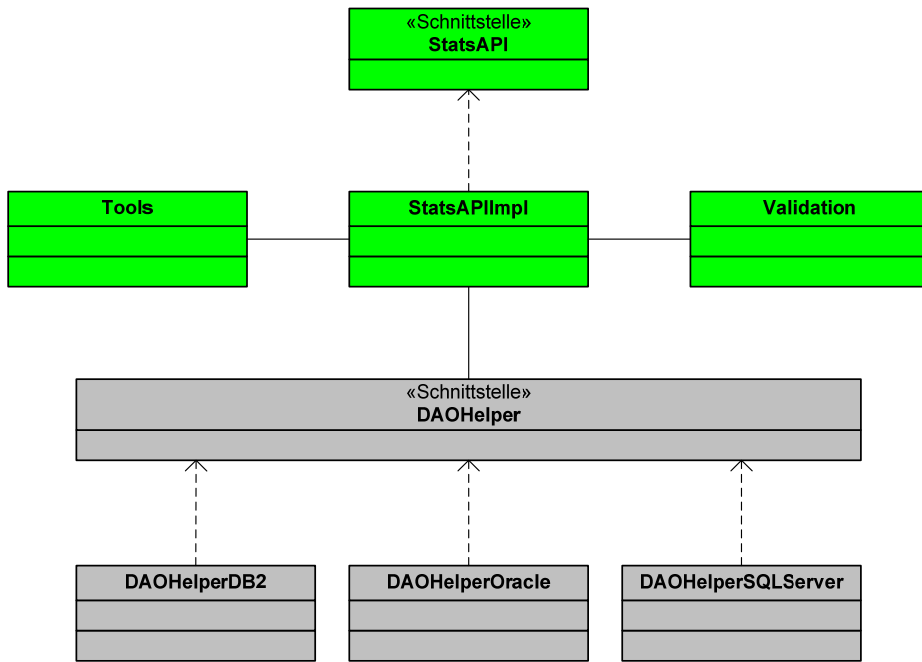 «Schnittstelle»
StatsAPI
Tools
StatsAPIImpl
Validation
«Schnittstelle»
DAOHelper
DAOHelperDB2
DAOHelperOracle
DAOHelperSQLServer